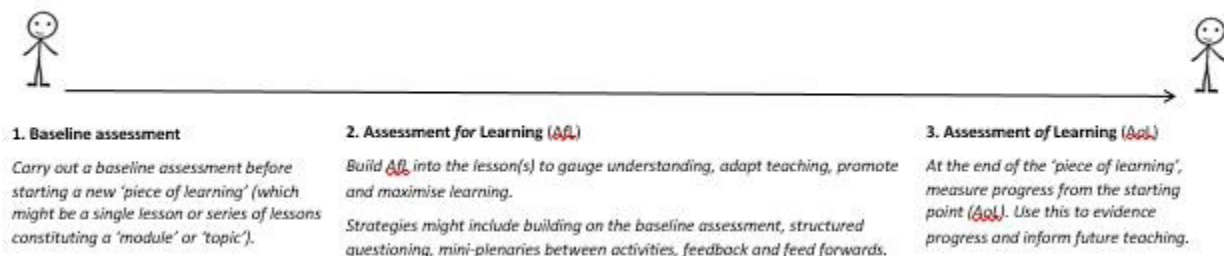 1. Baseline assessment
Carry out a baseline assessment before
starting a new 'piece of learning' (which
might be a single lesson or series of lessons
constituting a 'module' or 'topic').
2. Assessment for Learning (AfL)
Build AfL into the lesson(s) to gauge understanding, adapt teaching, promote
and maximise learning.
Strategies might include building on the baseline assessment, structured
questioning, mini-plenaries between activities, feedback and feed forwards.
3. Assessment of Learning (AoL)
At the end of the 'piece of learning',
measure progress from the starting
point (AoL). Use this to evidence
progress and inform future teaching.